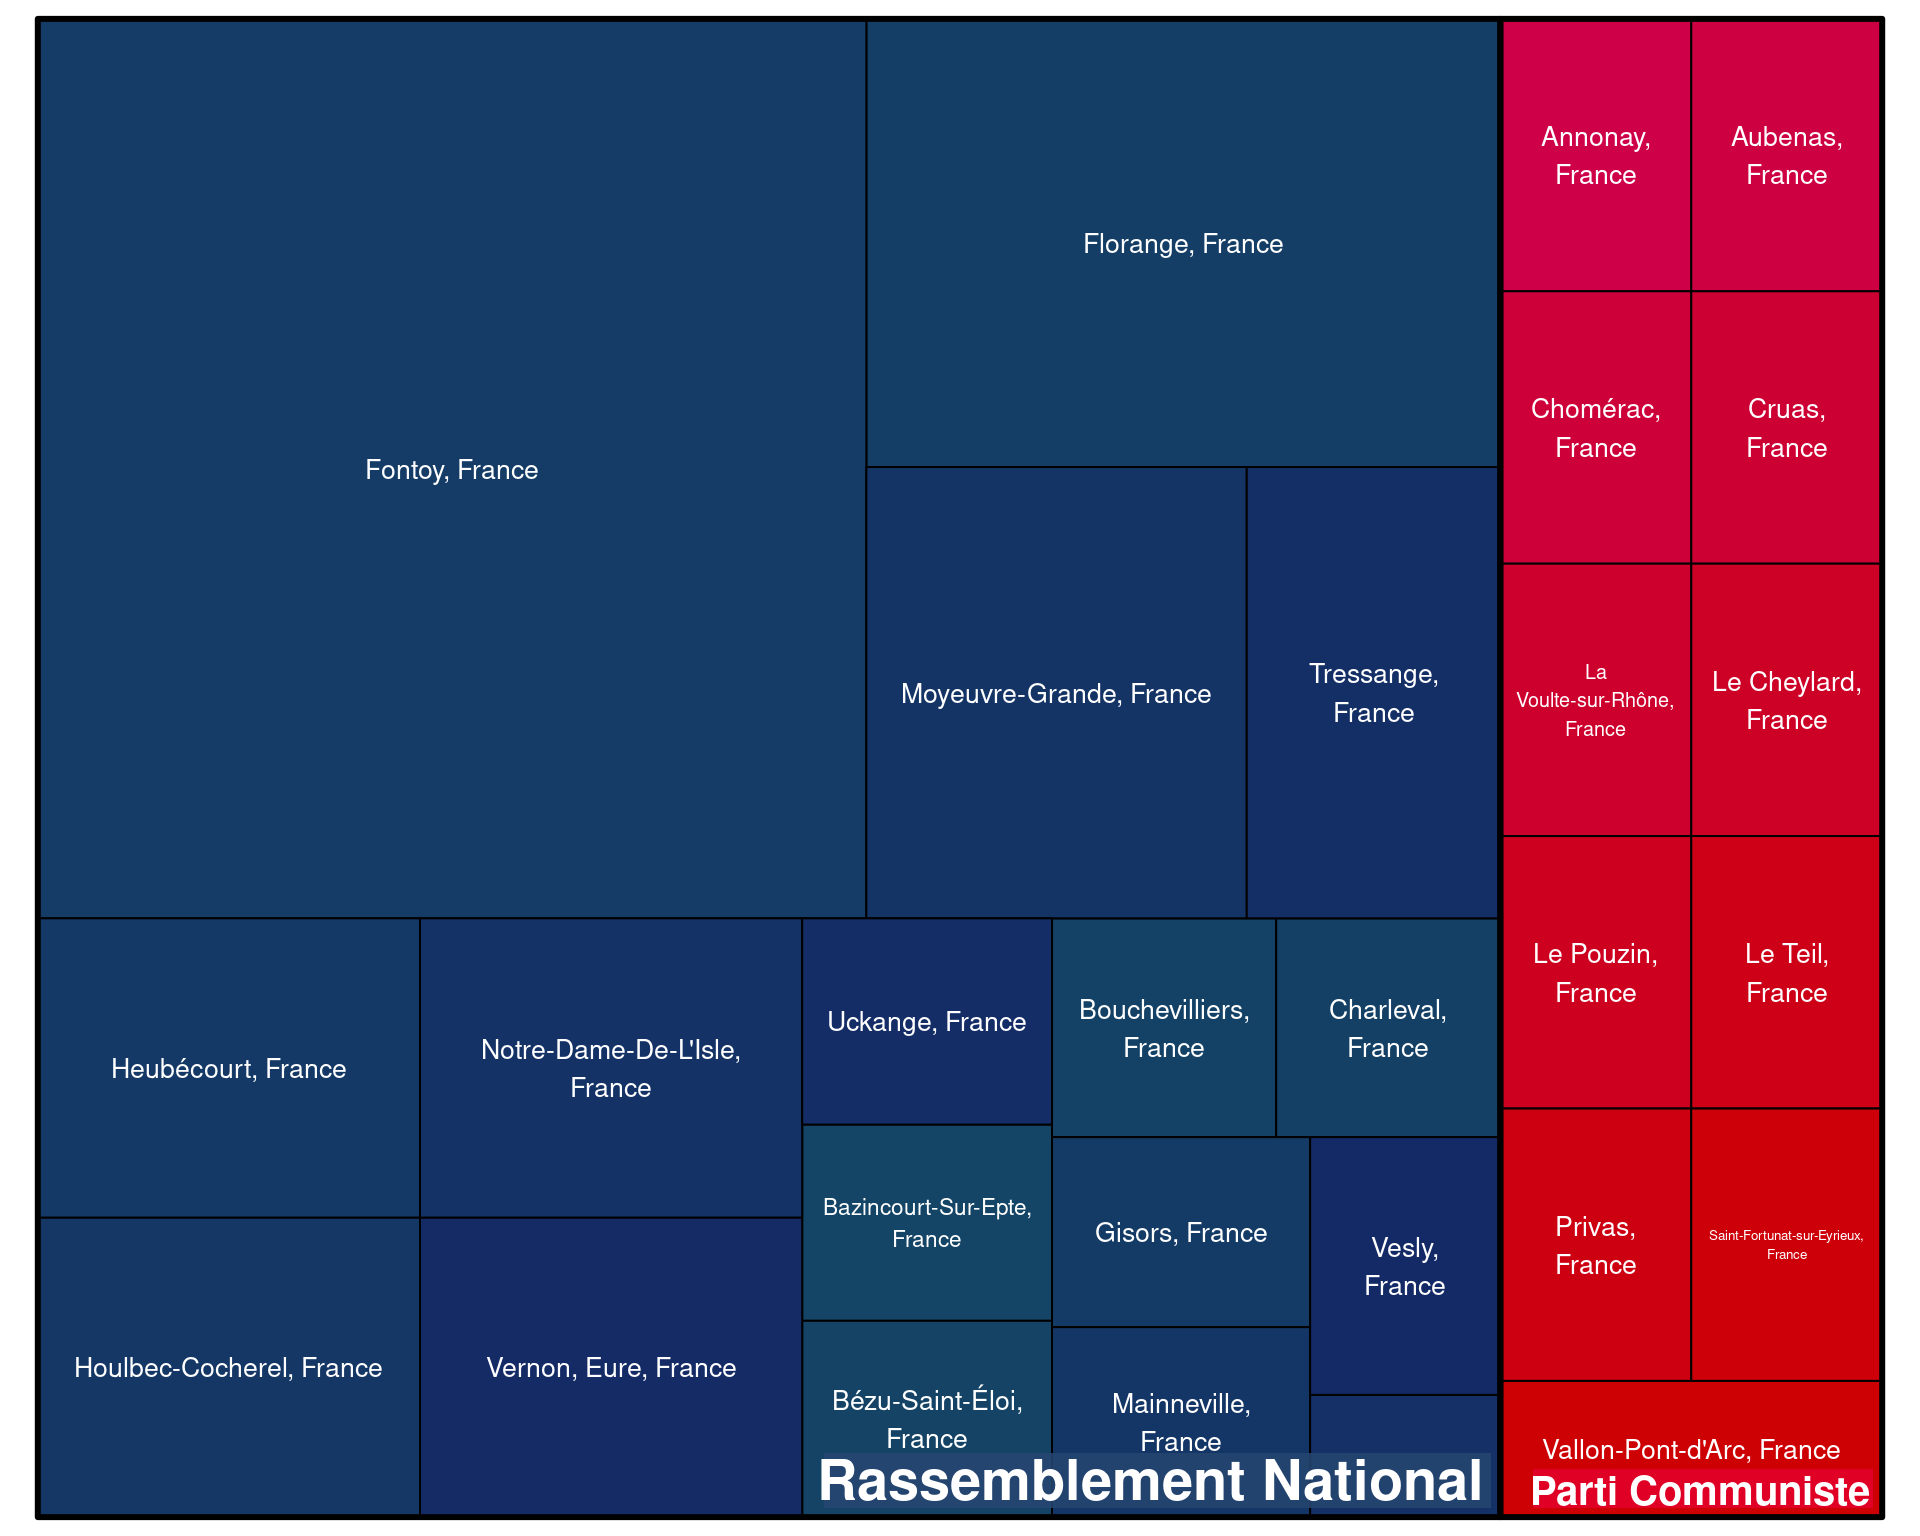 Fontoy, France
Florange, France
Moyeuvre-Grande, France
Tressange,
France
Heubécourt, France
Notre-Dame-De-L'Isle,
France
Houlbec-Cocherel, France
Vernon, Eure, France
Uckange, France
Bazincourt-Sur-Epte,
France
Bézu-Saint-Éloi,
France
Bouchevilliers,
France
Charleval,
France
Gisors, France
Vesly,
France
Mainneville,
France
Rassemblement National
Annonay,
France
Aubenas,
France
Chomérac,
France
Cruas,
France
La
Voulte-sur-Rhône,
France
Le Cheylard,
France
Le Pouzin,
France
Le Teil,
France
Privas,
France
Saint-Fortunat-sur-Eyrieux,
France
Vallon-Pont-d'Arc, France
Parti Communiste